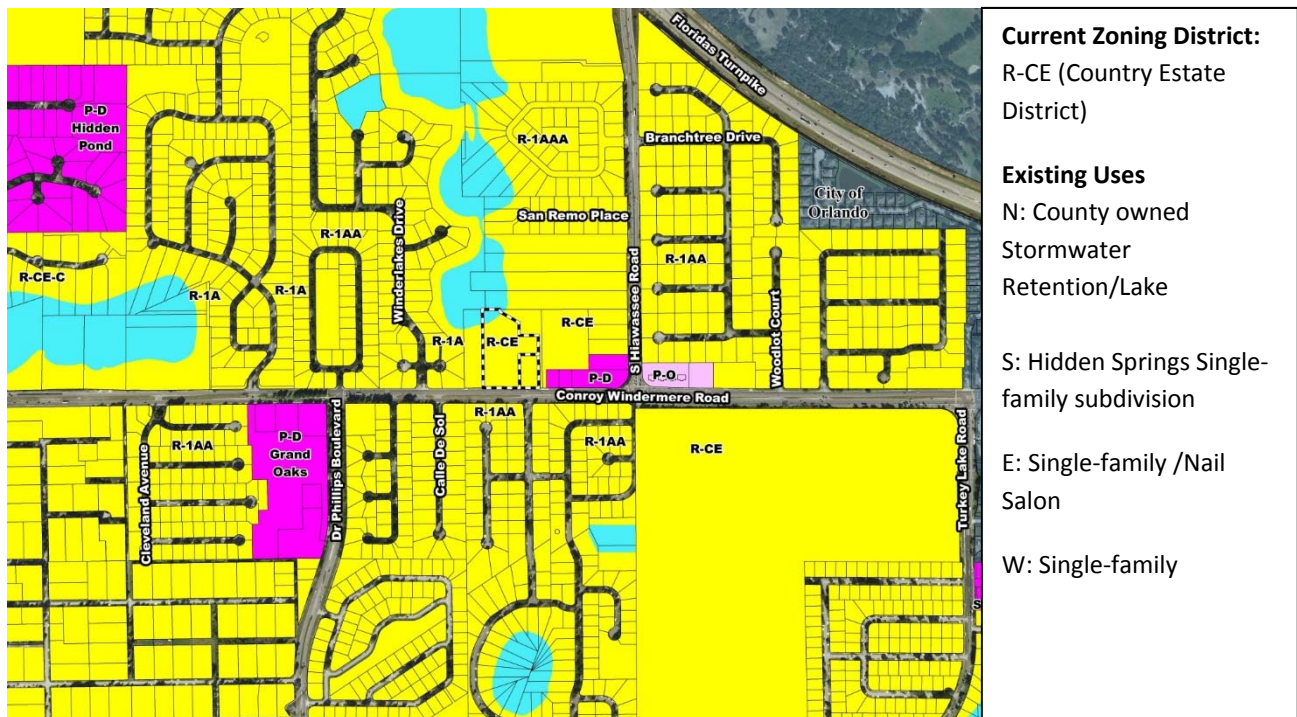 Floridas Turnpike
P-D
Hidden
Pond
R-1AAA
Branchtree Drive
City of
Orlando
San Remo Place
Winderlakes Drive
R-1AA
S Hiawassee Road
R-1AA
R-CE-C
R-1A
R-1A
Woodlot Court
R-CE
R-CE
R-1A
P-D
P-O
Conroy Windermere Road
R-1AA
Cleveland Avenue
R-1AA
P-D
Grand
Oaks
Dr Phillips Boulevard
Calle De Sol
R-1AA
R-CE
Turkey Lake Road
S
Current Zoning District:
R-CE (Country Estate
District)
Existing Uses
N: County owned
Stormwater
Retention/Lake
S: Hidden Springs Single-
family subdivision
E: Single-family /Nail
Salon
W: Single-family